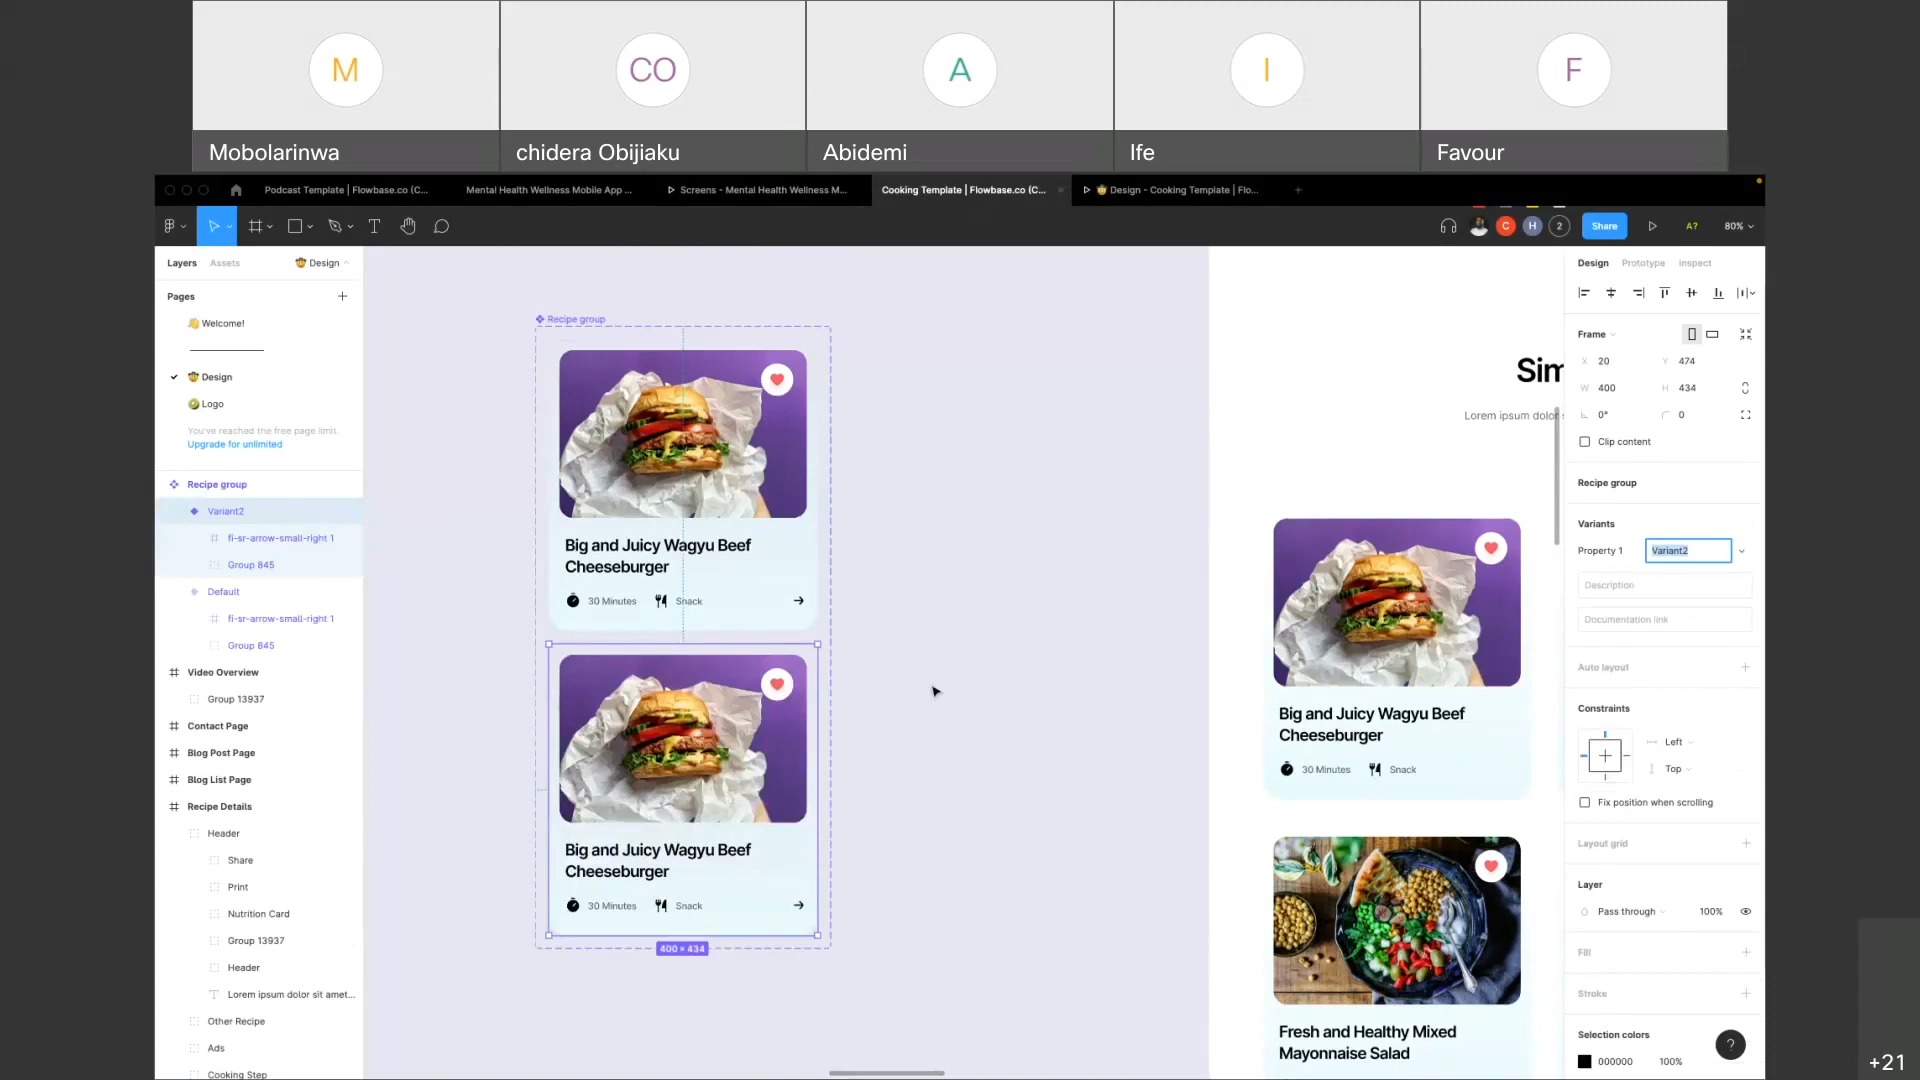 M
CO
A
I
F
Mobolarinwa
chidera Obijiaku
Abidemi
Ife
Favour
Podcast Template | Flowbase.co (C...
Mental Health Wellness Mobile App ...
Screens - Mental Health Wellness M...
Cooking Template | Flowbase.co (C...
Design - Cooking Template | Flo...
C
H
2
Share
A?
80%
Layers
Assets
Design
Pages
Welcome!
Design
Logo
You've reached the free page limit.
Upgrade for unlimited
Recipe group
Variant2
fi-sr-arrow-small-right 1
Group 845
Default
fi-sr-arrow-small-right 1
Group 845
Video Overview
Group 13937
Contact Page
Blog Post Page
Blog List Page
Recipe Details
Header
Share
Print
Nutrition Card
Group 13937
Header
Lorem ipsum dolor sit amet...
Other Recipe
Ads
Cooking Step
Recipe group
Big and Juicy Wagyu Beef
Cheeseburger
30 Minutes
Snack
Big and Juicy Wagyu Beef
Cheeseburger
30 Minutes
Snack
400 × 434
Sim
Lorem ipsum dolor s
Big and Juicy Wagyu Beef
Cheeseburger
30 Minutes
Snack
Fresh and Healthy Mixed
Mayonnaise Salad
Design
Prototype
Inspect
Frame
X 20
Y 474
W 400
H 434
0°
0
Clip content
Recipe group
Variants
Property 1
Variant2
Description
Documentation link
Auto layout
Constraints
Left
Top
Fix position when scrolling
Layout grid
Layer
Pass through
100%
Fill
Stroke
Selection colors
000000
100%
?
+21